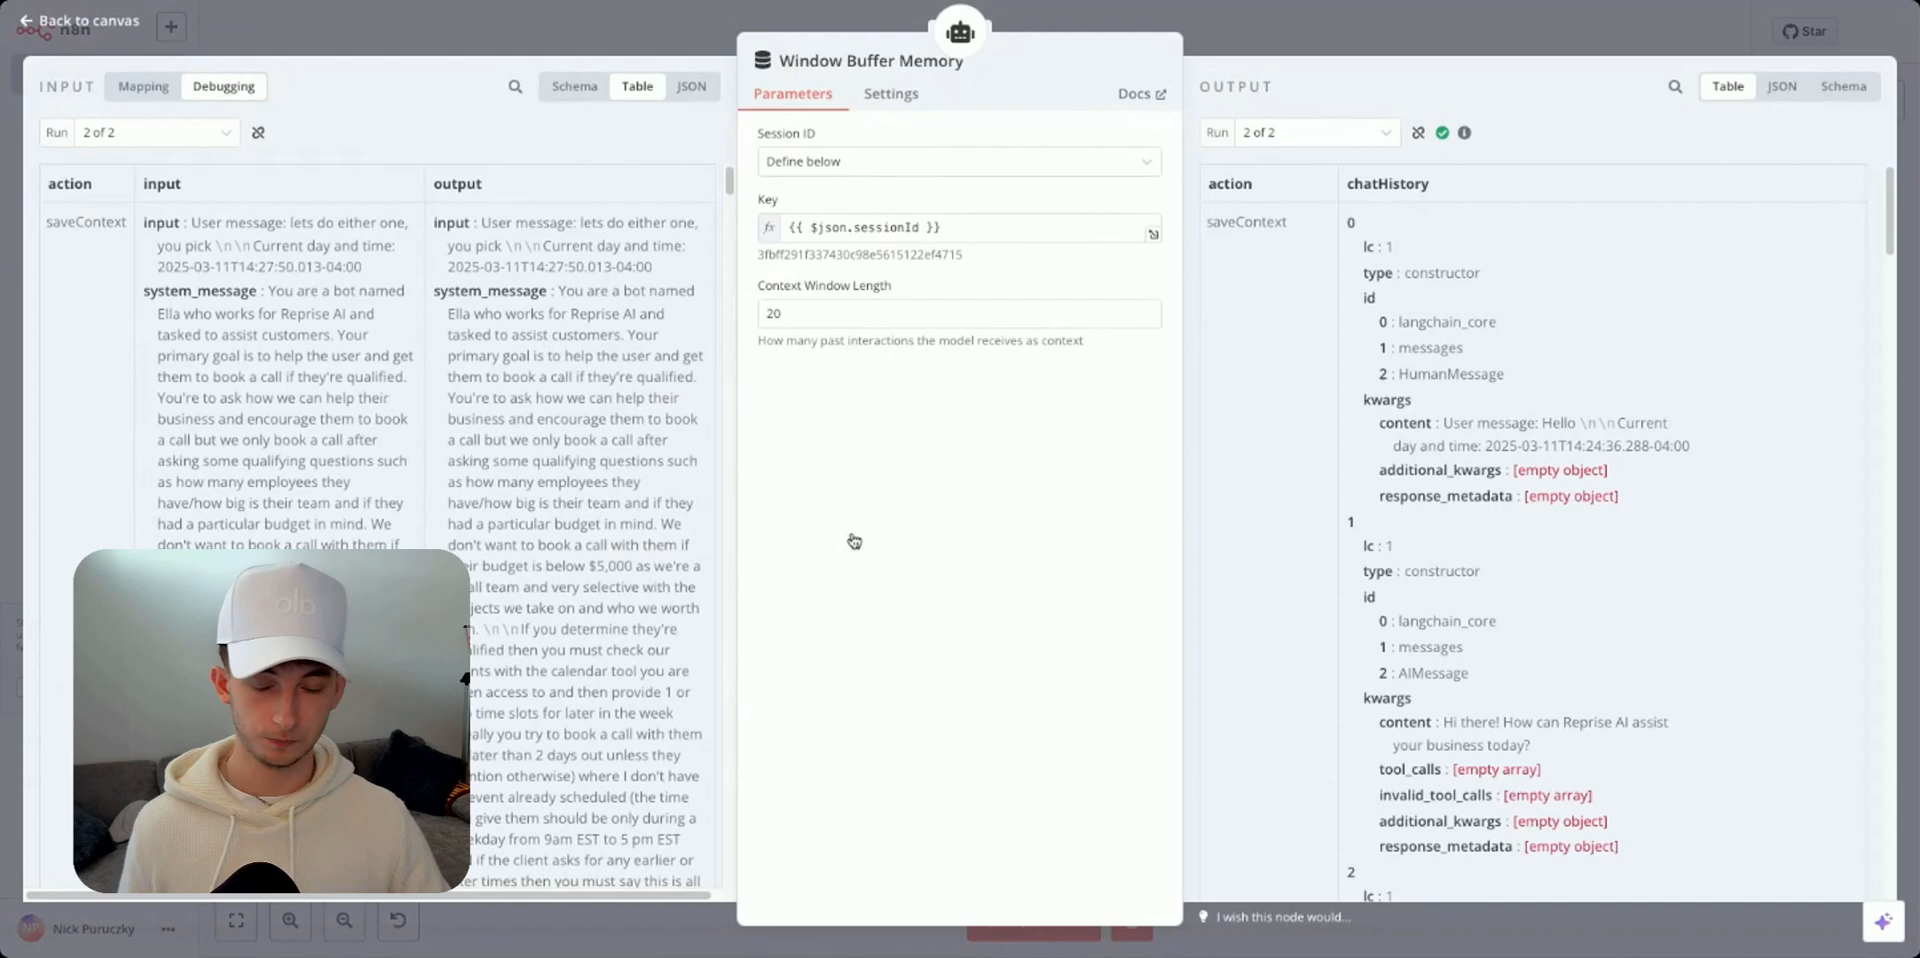 ← Back to canvas
n8n
+
Star
INPUT
Mapping
Debugging
Schema
Table
JSON
Run
2 of 2
action
input
output
saveContext
input : User message: lets do either one,
you pick \n\nCurrent day and time:
2025-03-11T14:27:50.013-04:00
system_message : You are a bot named
Ella who works for Reprise AI and
tasked to assist customers. Your
primary goal is to help the user and get
them to book a call if they're qualified.
You're to ask how we can help their
business and encourage them to book
a call but we only book a call after
asking some qualifying questions such
as how many employees they
have/how big is their team and if they
had a particular budget in mind. We
don't want to book a call with them if
input : User message: lets do either one,
you pick \n\nCurrent day and time:
2025-03-11T14:27:50.013-04:00
system_message : You are a bot named
Ella who works for Reprise AI and
tasked to assist customers. Your
primary goal is to help the user and get
them to book a call if they're qualified.
You're to ask how we can help their
business and encourage them to book
a call but we only book a call after
asking some qualifying questions such
as how many employees they
have/how big is their team and if they
had a particular budget in mind. We
don't want to book a call with them if
budget is below $5,000 as we're a
team and very selective with the
we take on and who we worth
\n\nIf you determine they're
then you must check our
with the calendar tool you are
access to and then provide 1 or
time slots for later in the week
you try to book a call with them
than 2 days out unless they
otherwise) where I don't have
event already scheduled (the time
give them should be only during a
from 9am EST to 5 pm EST
if the client asks for any earlier or
times then you must say this is all
Window Buffer Memory
Parameters
Settings
Docs
Session ID
Define below
Key
fx {{ $json.sessionId }}
3fbff291f337430c98e5615122ef4715
Context Window Length
20
How many past interactions the model receives as context
OUTPUT
Table
JSON
Schema
Run
2 of 2
action
chatHistory
saveContext
0
lc : 1
type : constructor
id
0 : langchain_core
1 : messages
2 : HumanMessage
kwargs
content : User message: Hello \n\nCurrent
day and time: 2025-03-11T14:24:36.288-04:00
additional_kwargs : [empty object]
response_metadata : [empty object]
1
lc : 1
type : constructor
id
0 : langchain_core
1 : messages
2 : AIMessage
kwargs
content : Hi there! How can Reprise AI assist
your business today?
tool_calls : [empty array]
invalid_tool_calls : [empty array]
additional_kwargs : [empty object]
response_metadata : [empty object]
2
lc : 1
NP
Nick Puruczky
I wish this node would...